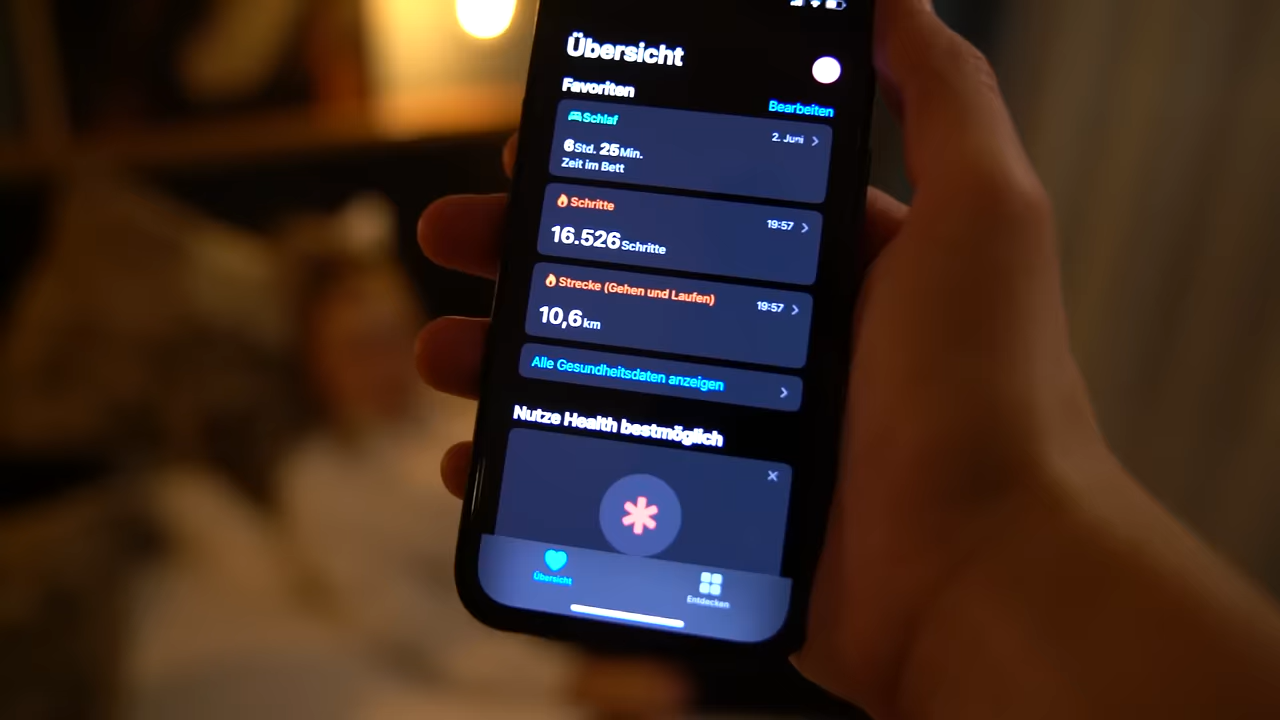 Übersicht
Favoriten
Bearbeiten
Schlaf
2. Juni
6 Std. 25 Min.
Zeit im Bett
Schritte
19:57
16.526 Schritte
Strecke (Gehen und Laufen)
19:57
10,6 km
Alle Gesundheitsdaten anzeigen
Nutze Health bestmöglich
Übersicht
Entdecken